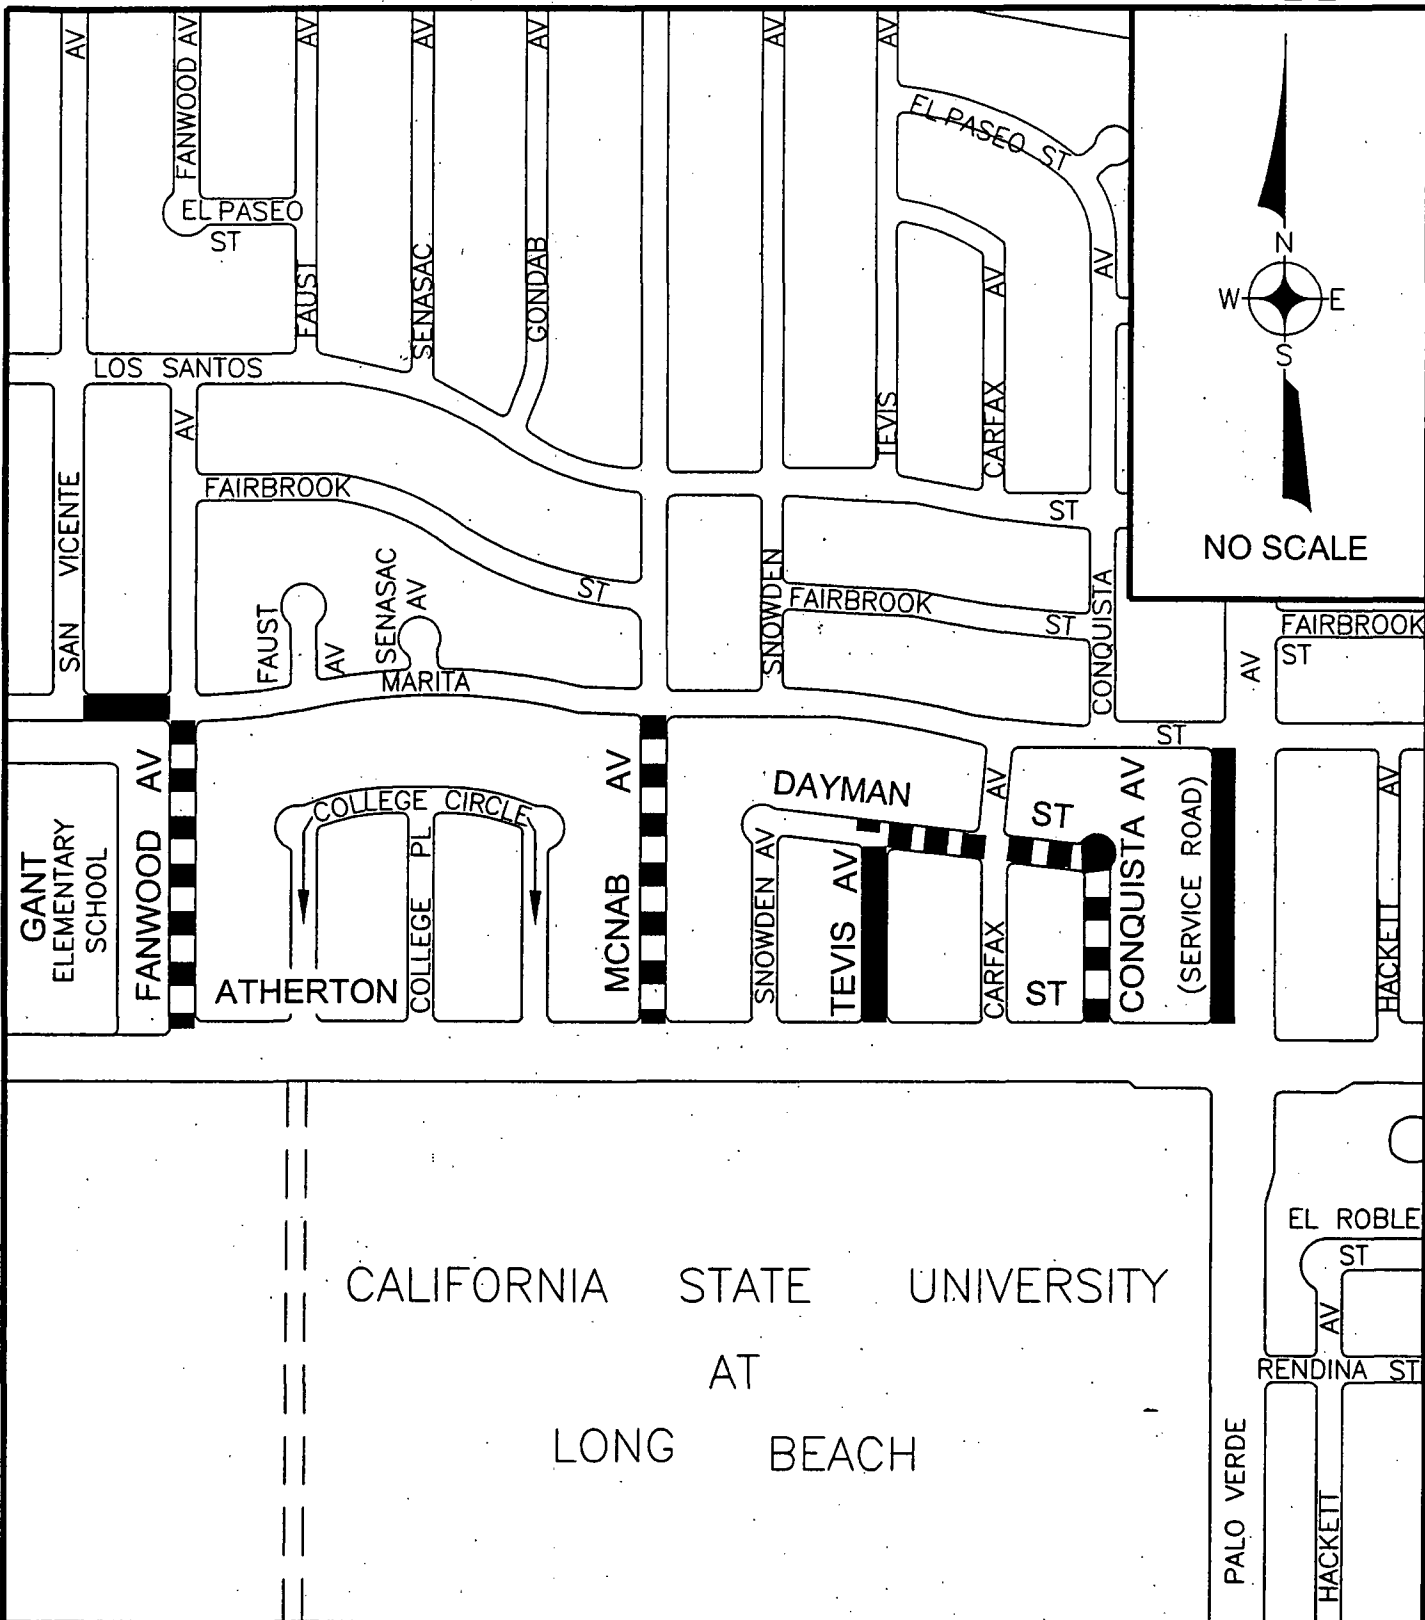 AV
FANWOOD AV
AV
AV
AV
AV
AV
EL PASEO ST
EL PASEO
ST
FAUST
SENASAC
GONDAB
AV
AV
N
W E
S
NO SCALE
LOS SANTOS
AV
TEVIS
CARFAX
ST
SAN VICENTE
FAIRBROOK
ST
FAUST
AV
SENASAC
AV
MARITA
SNOWDEN
FAIRBROOK
ST
CONQUISTA
FAIRBROOK
ST
AV
ST
GANT
ELEMENTARY
SCHOOL
FANWOOD AV
COLLEGE CIRCLE
COLLEGE PL
ATHERTON
MCNAB AV
DAYMAN
ST
SNOWDEN AV
TEVIS AV
CARFAX
AV
ST
CONQUISTA AV
(SERVICE ROAD)
HACKETT
AV
CALIFORNIA STATE UNIVERSITY
AT
LONG BEACH
EL ROBLE
ST
AV
RENDINA ST
PALO VERDE
HACKETT